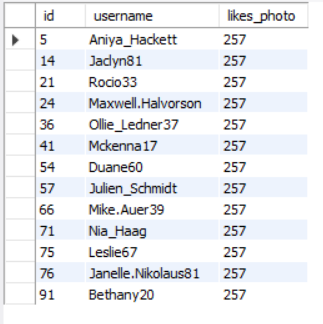 id username likes_photo
5 Aniya_Hackett 257
14 Jaclyn81 257
21 Rocio33 257
24 Maxwell.Halvorson 257
36 Ollie_Ledner37 257
41 Mckenna17 257
54 Duane60 257
57 Julien_Schmidt 257
66 Mike.Auer39 257
71 Nia_Haag 257
75 Leslie67 257
76 Janelle.Nikolaus81 257
91 Bethany20 257